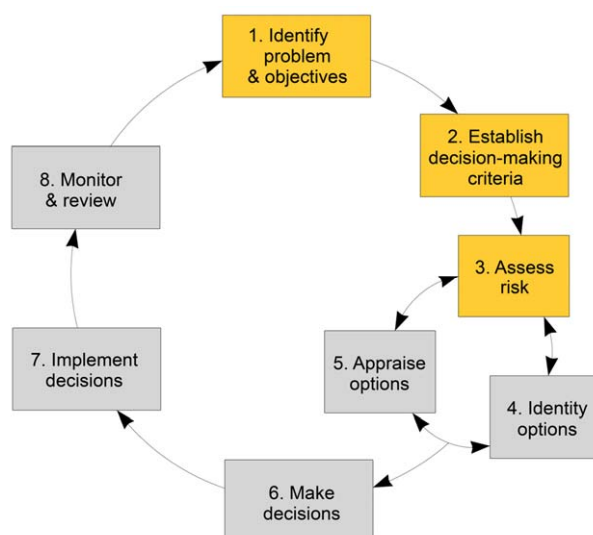 1. Identify
problem
& objectives
2. Establish
decision-making
criteria
3. Assess
risk
4. Identity
options
5. Appraise
options
6. Make
decisions
7. Implement
decisions
8. Monitor
& review